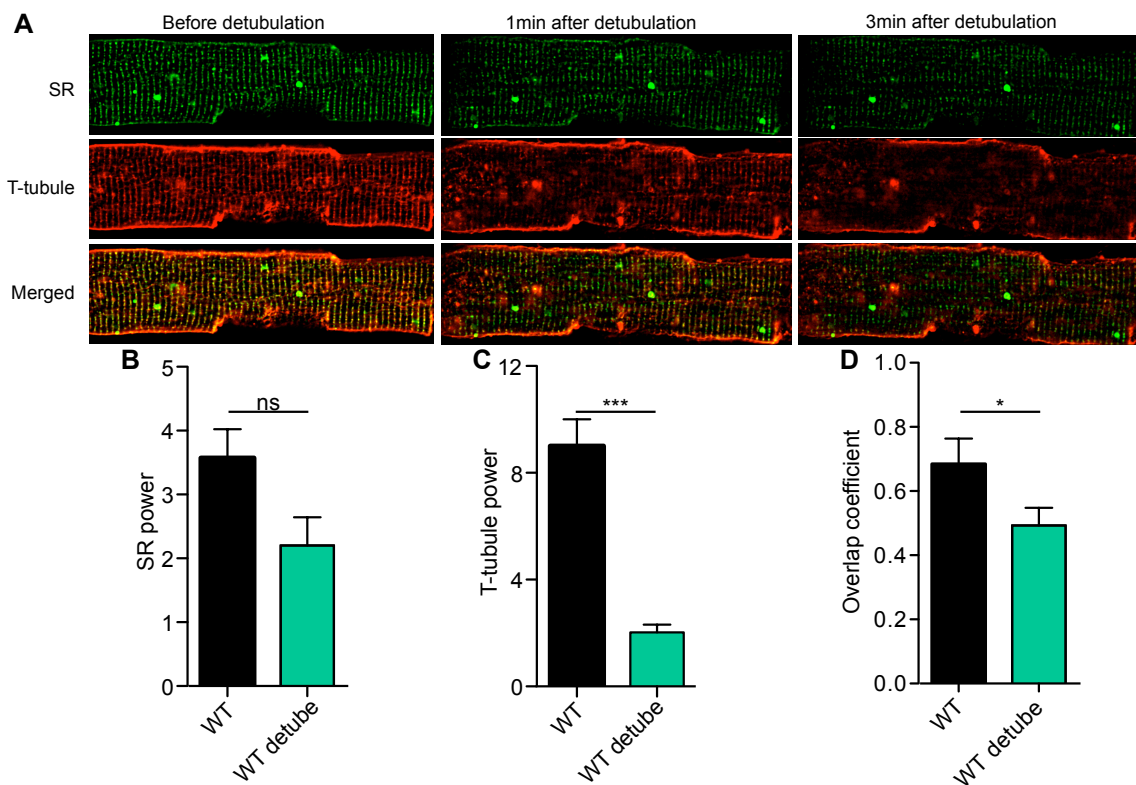 A
Before detubulation
1min after detubulation
3min after detubulation
SR
T-tubule
Merged
B
SR power
5
4
3
2
1
0
ns
WT
WT detube
C
T-tubule power
12
8
4
0
***
WT
WT detube
D
Overlap coefficient
1.0
0.8
0.6
0.4
0.2
0.0
*
WT
WT detube